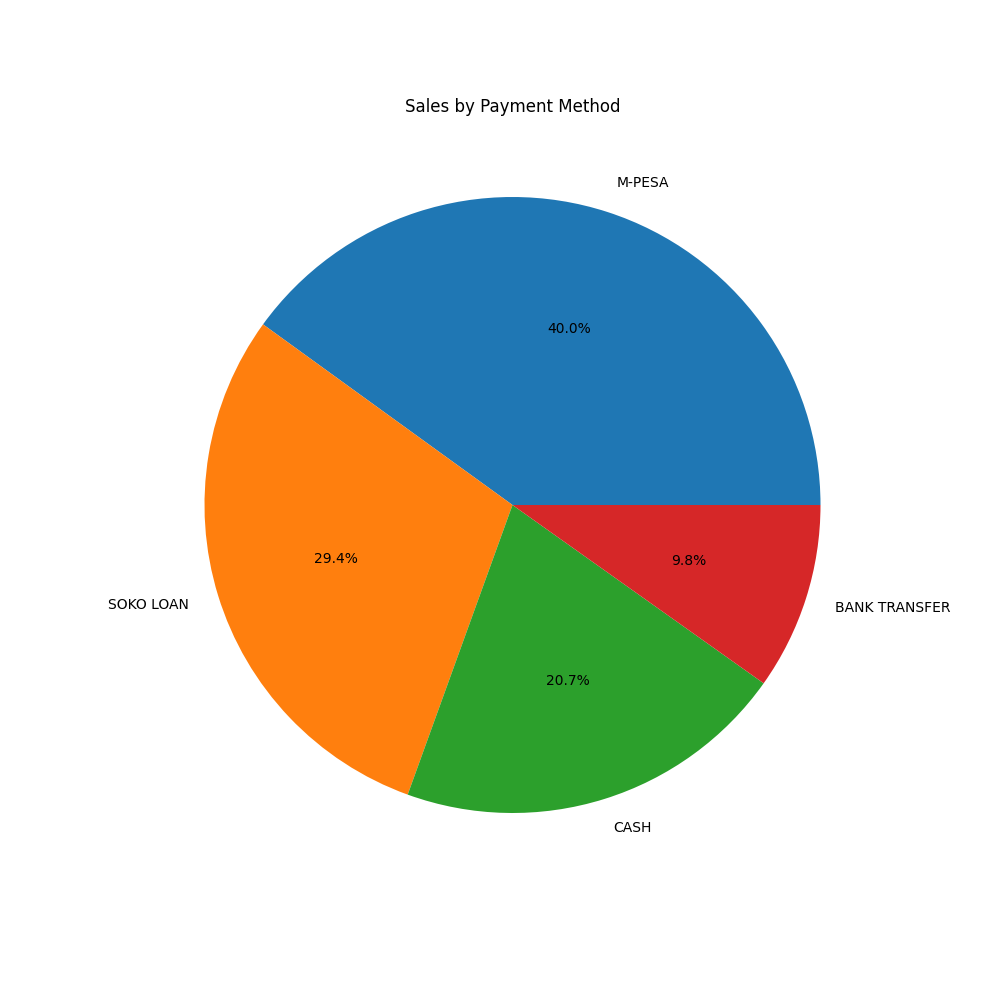 Sales by Payment Method
M-PESA
40.0%
29.4%
9.8%
SOKO LOAN
BANK TRANSFER
20.7%
CASH